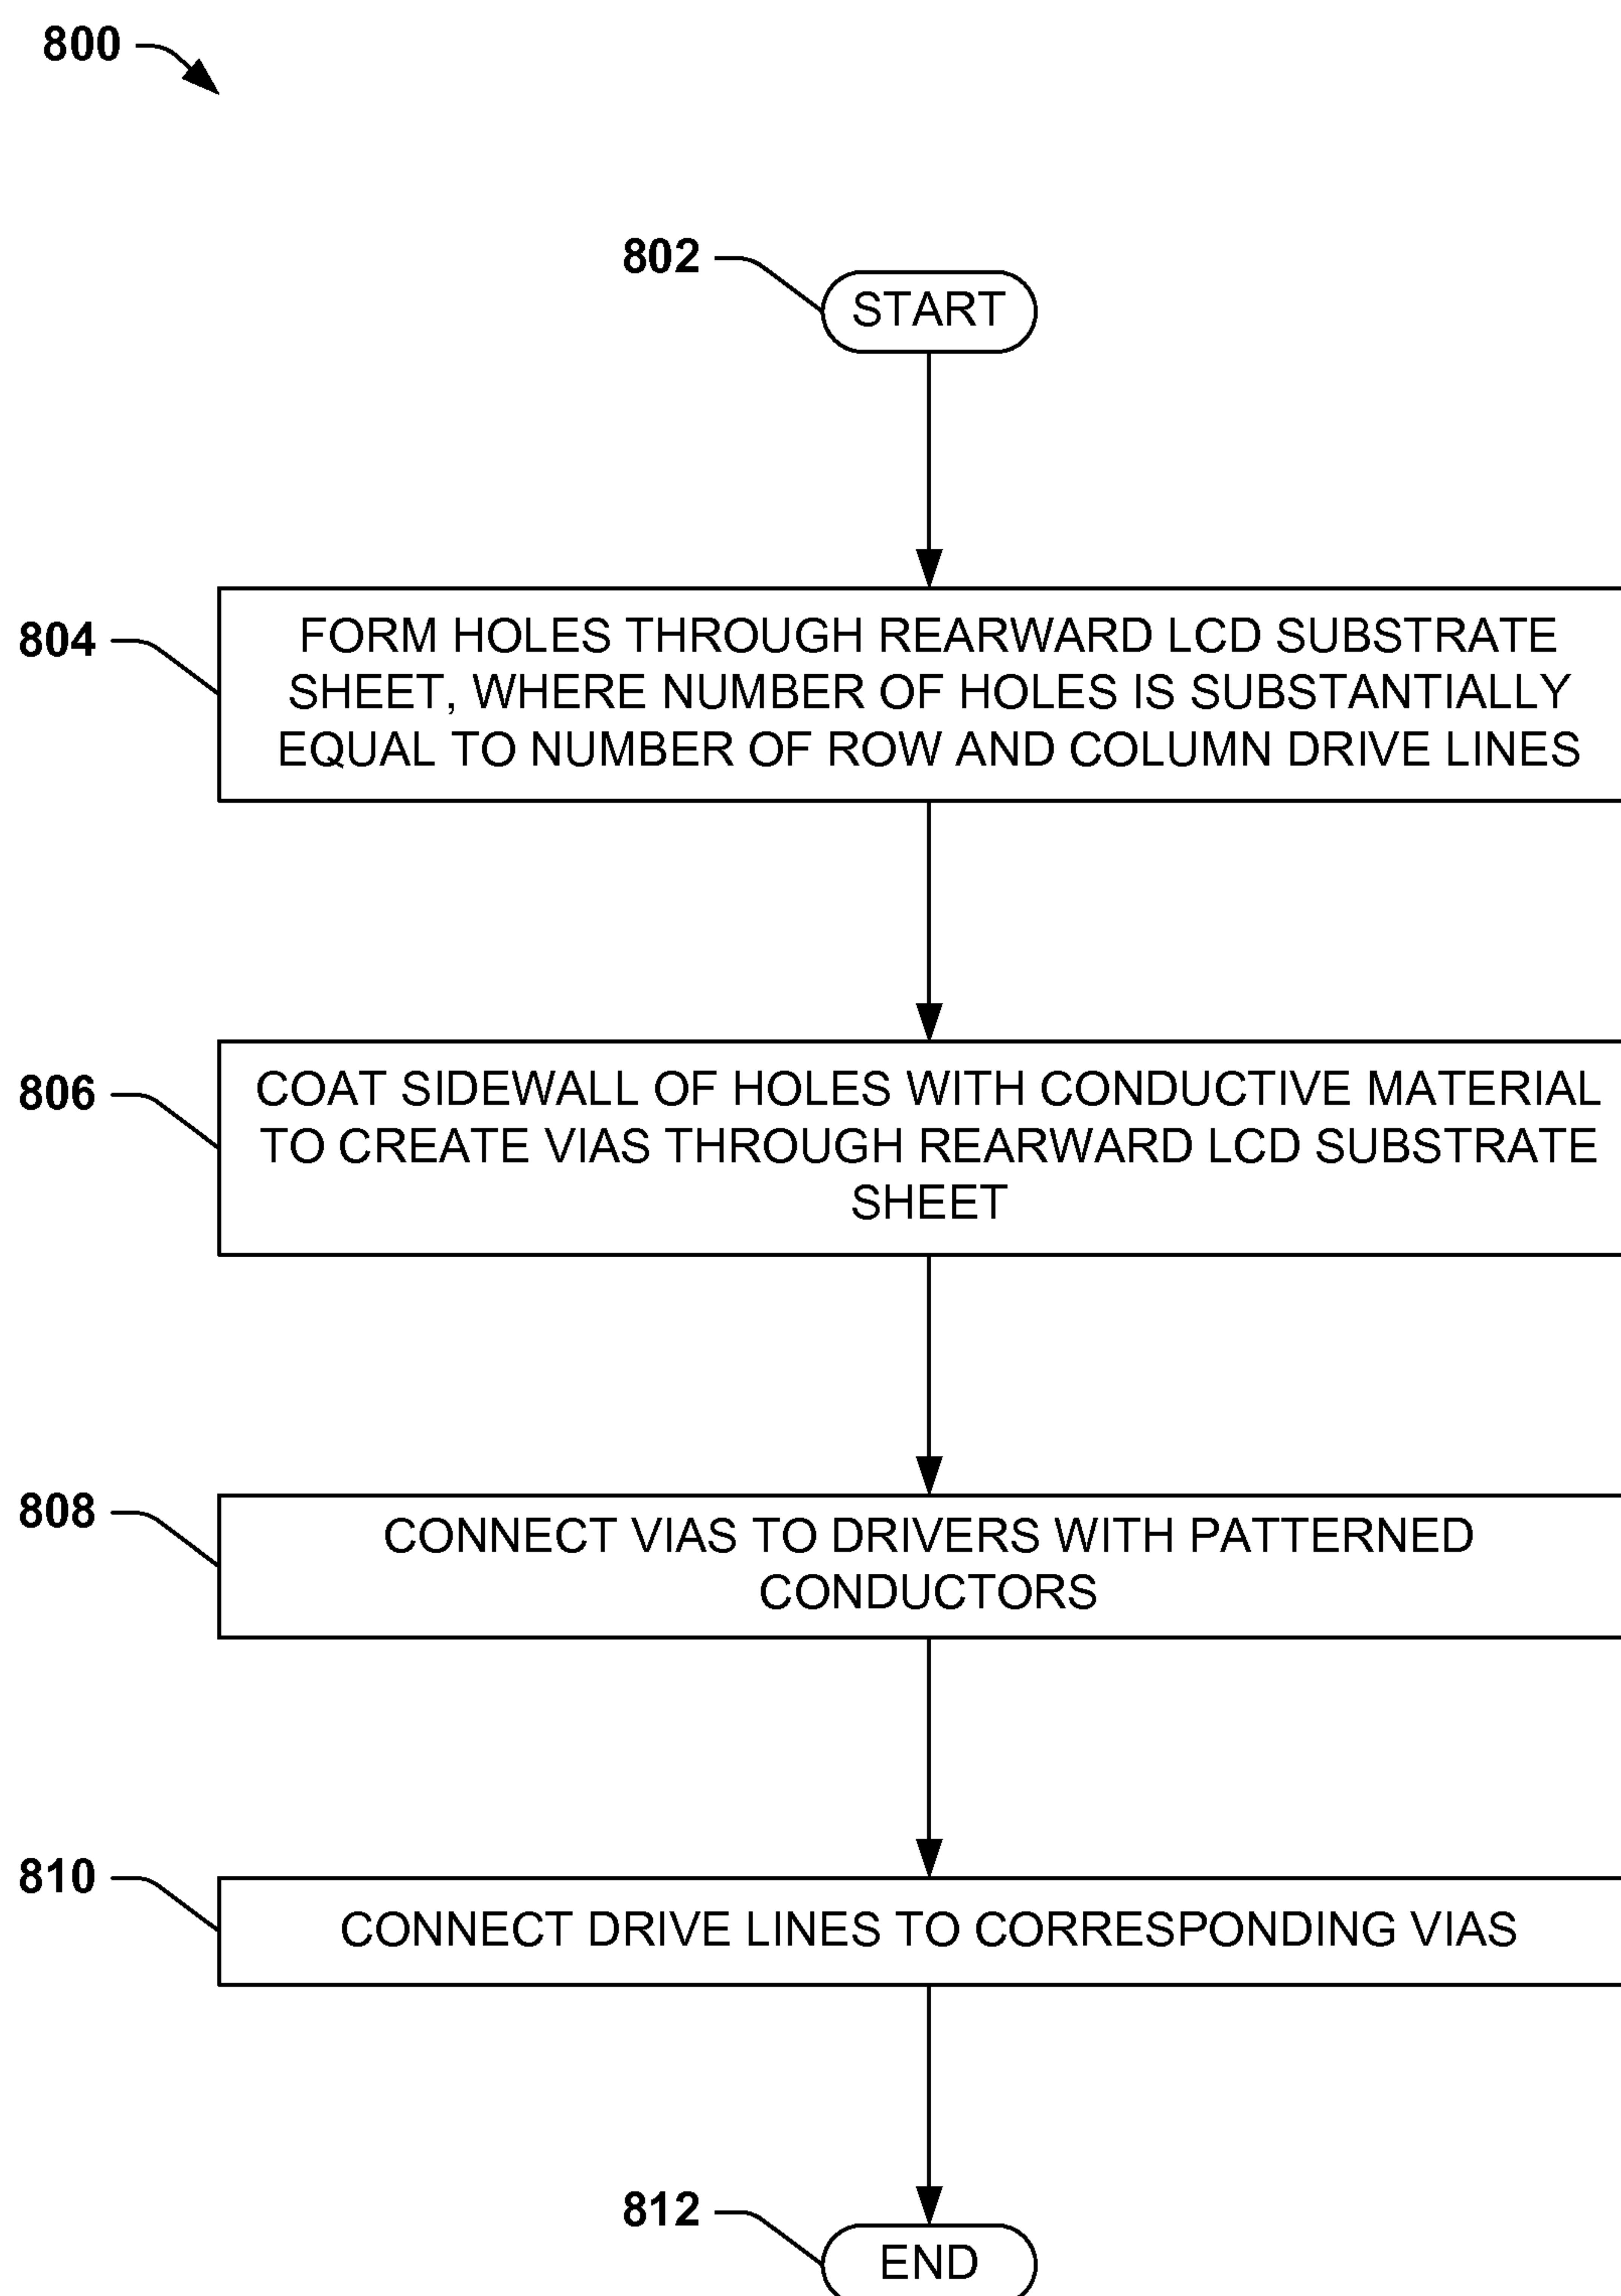 800
802
START
804
FORM HOLES THROUGH REARWARD LCD SUBSTRATE
SHEET, WHERE NUMBER OF HOLES IS SUBSTANTIALLY
EQUAL TO NUMBER OF ROW AND COLUMN DRIVE LINES
806
COAT SIDEWALL OF HOLES WITH CONDUCTIVE MATERIAL
TO CREATE VIAS THROUGH REARWARD LCD SUBSTRATE
SHEET
808
CONNECT VIAS TO DRIVERS WITH PATTERNED
CONDUCTORS
810
CONNECT DRIVE LINES TO CORRESPONDING VIAS
812
END